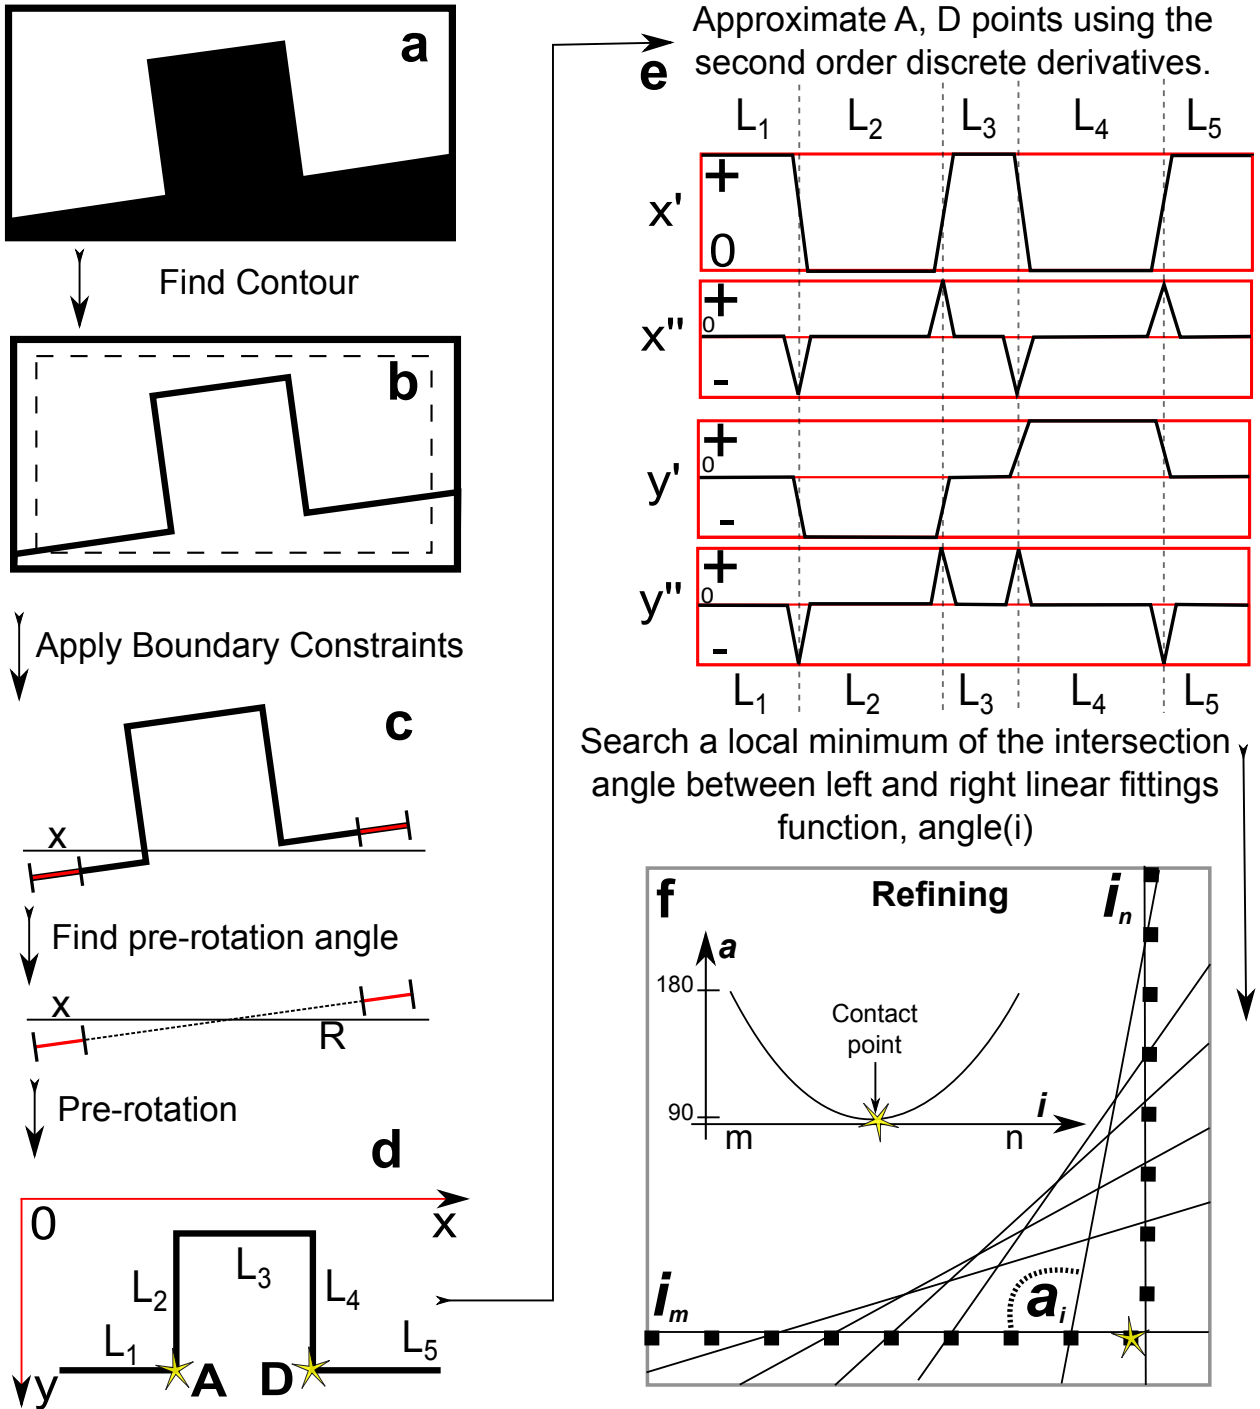 a
Find Contour
b
Apply Boundary Constraints
c
x
Find pre-rotation angle
x
R
Pre-rotation
d
0
x
L3
L2
L4
L1
L5
A
D
y
Approximate A, D points using the
e
second order discrete derivatives.
L1 L2 L3 L4 L5
+
x'
0
+
0
x''
-
+
0
y'
-
+
0
y''
-
L1 L2 L3 L4 L5
Search a local minimum of the intersection
angle between left and right linear fittings
function, angle(i)
f
Refining
in
a
180
Contact
point
90
i
m
n
im
ai